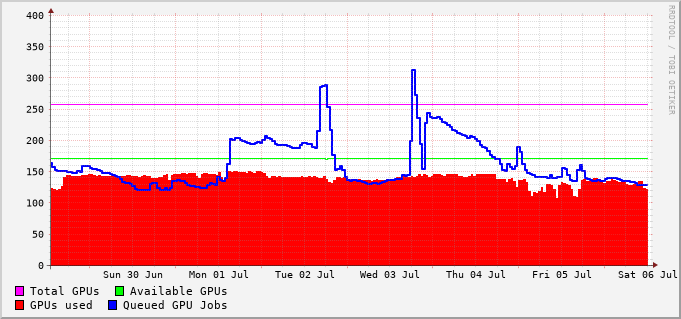 400
350
300
250
200
150
100
50
0
Sun 30 Jun Mon 01 Jul Tue 02 Jul Wed 03 Jul Thu 04 Jul Fri 05 Jul Sat 06 Jul
Total GPUs Available GPUs
GPUs used Queued GPU Jobs
RRDTOOL / TOBI OETIKER